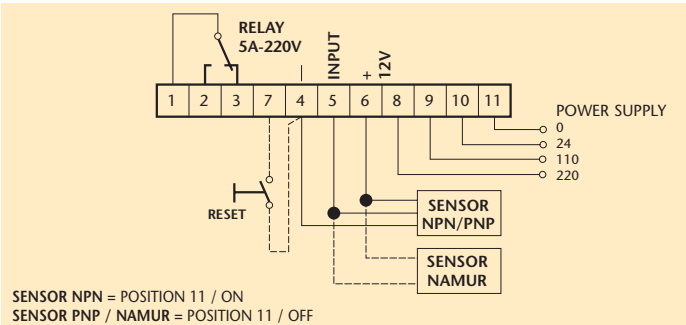 RELAY
5A-220V
INPUT
+ 12V
—
1 2 3 7 4 5 6 8 9 10 11
POWER SUPPLY
0
24
110
220
RESET
SENSOR
NPN/PNP
SENSOR
NAMUR
SENSOR NPN = POSITION 11 / ON
SENSOR PNP / NAMUR = POSITION 11 / OFF